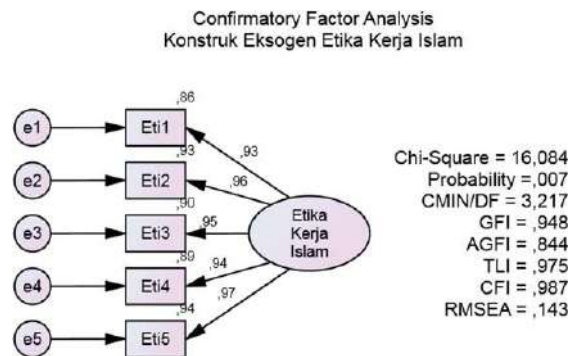 Confirmatory Factor Analysis
Konstruk Eksogen Etika Kerja Islam
,86
e1
Eti1
,93
,93
e2
Eti2
,96
,90
e3
Eti3
,95
Etika
Kerja
Islam
,89
e4
Eti4
,94
,94
e5
Eti5
,97
Chi-Square = 16,084
Probability =,007
CMIN/DF = 3,217
GFI = ,948
AGFI = ,844
TLI = ,975
CFI = ,987
RMSEA = ,143